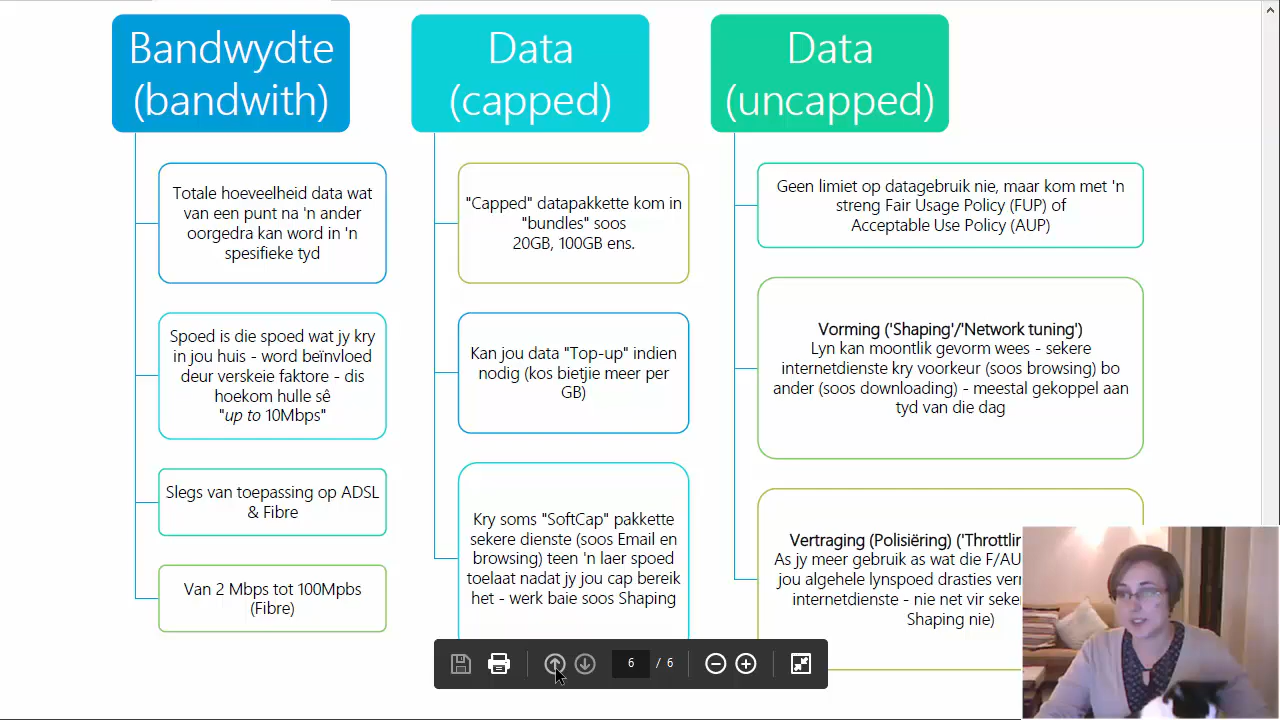 Bandwydte
(bandwith)
Totale hoeveelheid data wat
van een punt na 'n ander
oorgedra kan word in 'n
spesifieke tyd
Spoed is die spoed wat jy kry
in jou huis - word beïnvloed
deur verskeie faktore - dis
hoekom hulle sê
"up to 10Mbps"
Slegs van toepassing op ADSL
& Fibre
Van 2 Mbps tot 100Mpbs
(Fibre)
Data
(capped)
"Capped" datapakkette kom in
"bundles" soos
20GB, 100GB ens.
Kan jou data "Top-up" indien
nodig (kos bietjie meer per
GB)
Kry soms "SoftCap" pakkette
sekere dienste (soos Email en
browsing) teen 'n laer spoed
toelaat nadat jy jou cap bereik
het - werk baie soos Shaping
Data
(uncapped)
Geen limiet op datagebruik nie, maar kom met 'n
streng Fair Usage Policy (FUP) of
Acceptable Use Policy (AUP)
Vorming ('Shaping'/'Network tuning')
Lyn kan moontlik gevorm wees - sekere
internetdienste kry voorkeur (soos browsing) bo
ander (soos downloading) - meestal gekoppel aan
tyd van die dag
Vertraging (Polisiëring)
As jy meer gebruik as wat die
jou algehele lynspoed drasties
internetdienste - nie net vir
Shaping nie)
6 / 6